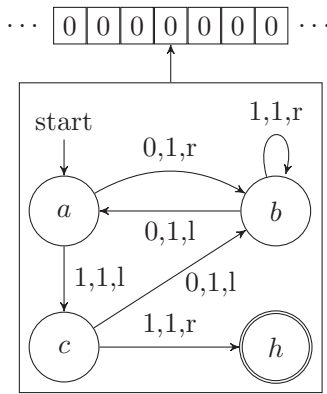 ··· 0 0 0 0 0 0 0 ···
start
1,1,r
0,1,r
a
b
0,1,l
1,1,l
0,1,l
1,1,r
c
h